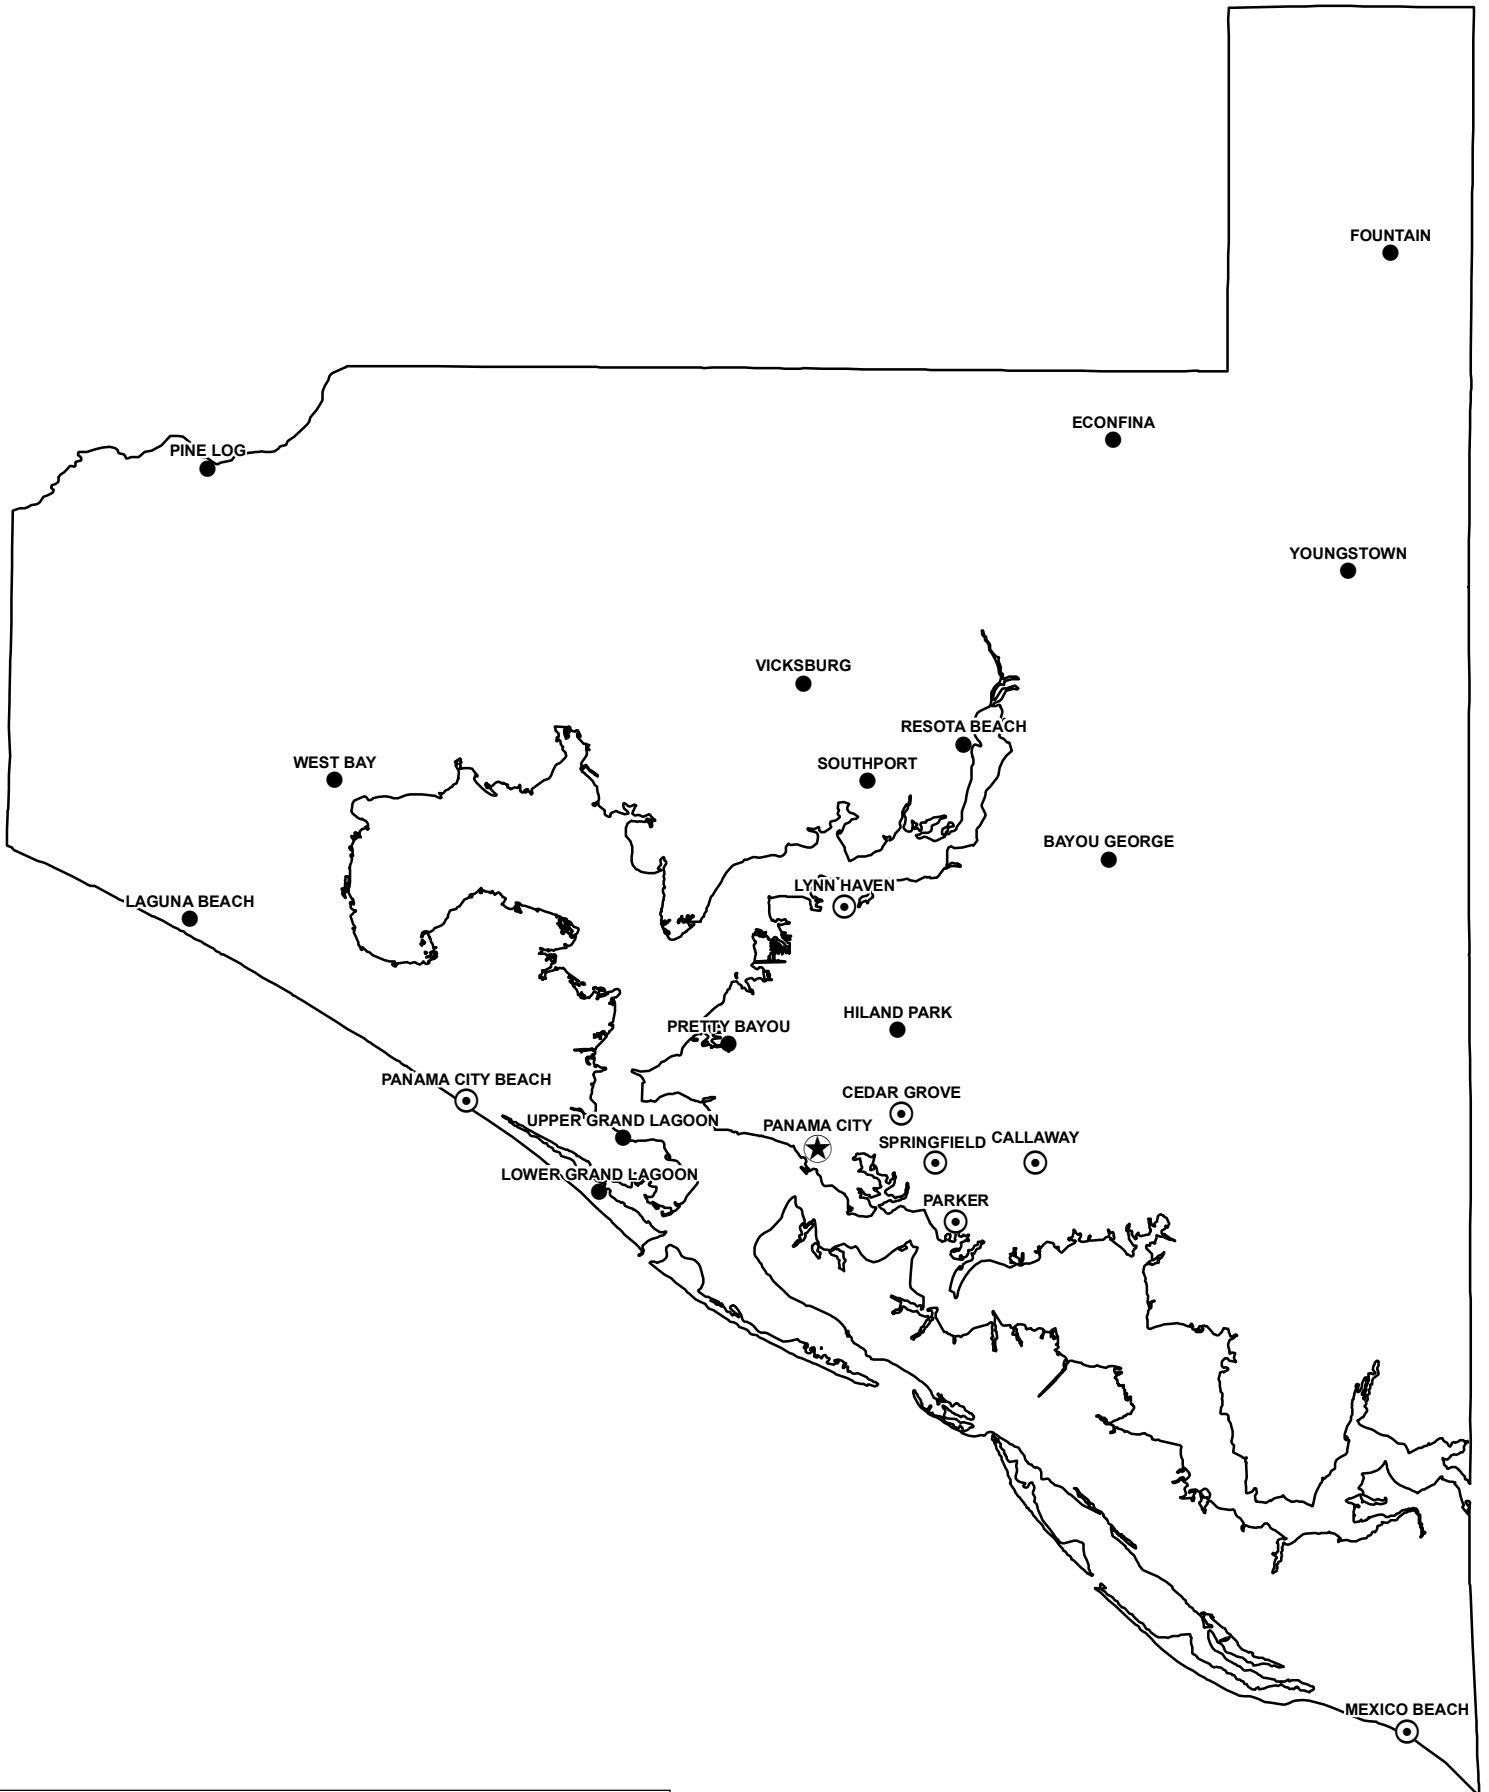 FOUNTAIN
ECONFINA
PINE LOG
YOUNGSTOWN
VICKSBURG
RESOTA BEACH
WEST BAY
SOUTHPORT
BAYOU GEORGE
LYNN HAVEN
LAGUNA BEACH
HILAND PARK
PRETTY BAYOU
PANAMA CITY BEACH
CEDAR GROVE
UPPER GRAND LAGOON
PANAMA CITY
SPRINGFIELD
CALLAWAY
LOWER GRAND LAGOON
PARKER
MEXICO BEACH